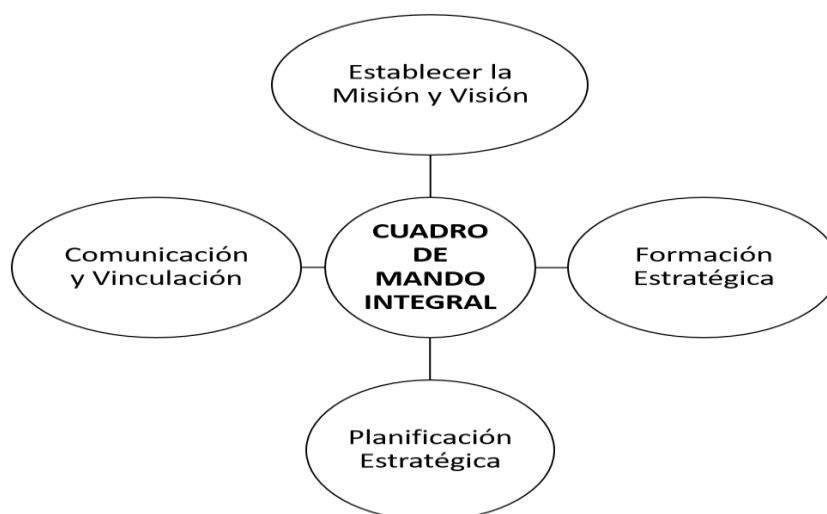 Establecer la
Misión y Visión
Comunicación
y Vinculación
CUADRO
DE
MANDO
INTEGRAL
Formación
Estratégica
Planificación
Estratégica